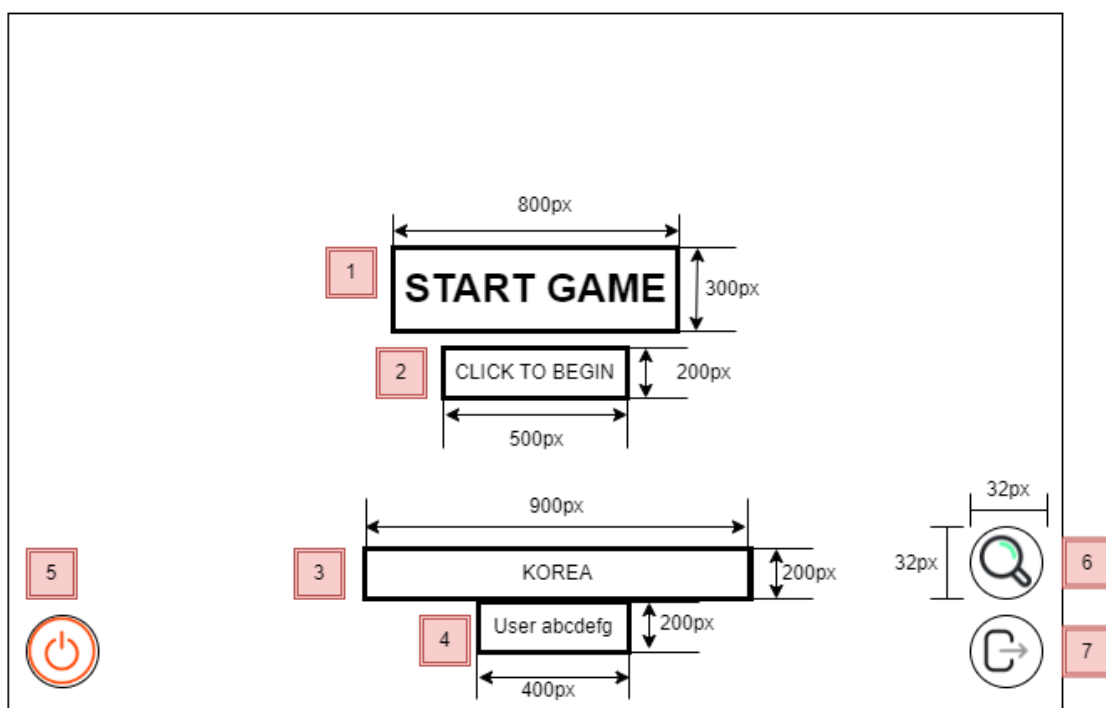 800px
1
START GAME
300px
2
CLICK TO BEGIN
200px
500px
900px
32px
5
3
KOREA
200px
32px
6
4
User abcdefg
200px
7
400px